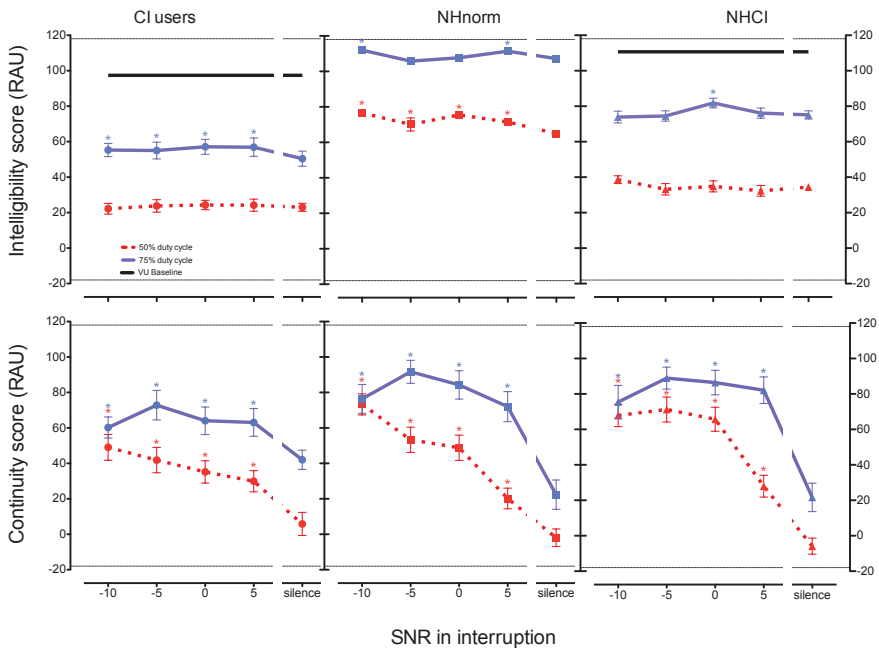 CI users
NHnorm
NHCI
Intelligibility score (RAU)
120
100
80
60
40
20
0
-20
50% duty cycle
75% duty cycle
VU Baseline
* * * *
* *
* * * *
*
120
100
80
60
40
20
0
-20
Continuity score (RAU)
120
100
80
60
40
20
0
-20
* * * *
* * * *
* * * *
* * * *
* * * *
* * * *
120
100
80
60
40
20
0
-20
-10 -5 0 5 silence
-10 -5 0 5 silence
-10 -5 0 5 silence
SNR in interruption